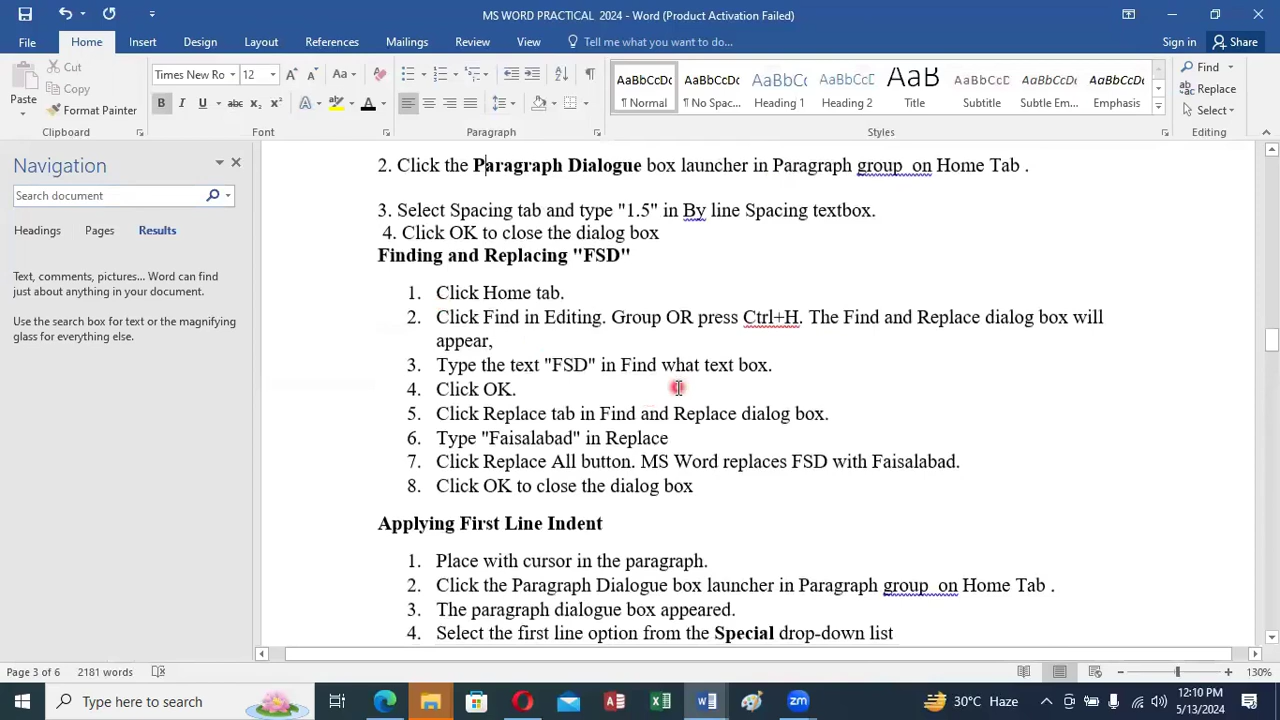 MS WORD PRACTICAL 2024 - Word (Product Activation Failed)
File Home Insert Design Layout References Mailings Review View Tell me what you want to do... Sign in Share
Paste Cut Copy Format Painter
Times New Ro 12
AaBbCcDc AaBbCcDc AaBbCcDc AaBbCcDc AaB AaBbCcDc AaBbCcDc AaBbCcDc
¶ Normal ¶ No Spac... Heading Heading 2 Title Subtitle Subtle Em... Emphasis
Find Replace Select
Clipboard Font Paragraph Styles Editing
Navigation
Search document
Headings Pages Results
Text, comments, pictures... Word can find
just about anything in your document.
Use the search box for text or the magnifying
glass for everything else.
2. Click the Paragraph Dialogue box launcher in Paragraph group on Home Tab .
3. Select Spacing tab and type "1.5" in By line Spacing textbox.
4. Click OK to close the dialog box
Finding and Replacing "FSD"
1. Click Home tab.
2. Click Find in Editing. Group OR press Ctrl+H. The Find and Replace dialog box will
appear,
3. Type the text "FSD" in Find what text box.
4. Click OK.
5. Click Replace tab in Find and Replace dialog box.
6. Type "Faisalabad" in Replace
7. Click Replace All button. MS Word replaces FSD with Faisalabad.
8. Click OK to close the dialog box
Applying First Line Indent
1. Place with cursor in the paragraph.
2. Click the Paragraph Dialogue box launcher in Paragraph group on Home Tab .
3. The paragraph dialogue box appeared.
4. Select the first line option from the Special drop-down list
Page 3 of 6 2181 words 130%
Type here to search 30°C Haze 12:10 PM
5/13/2024